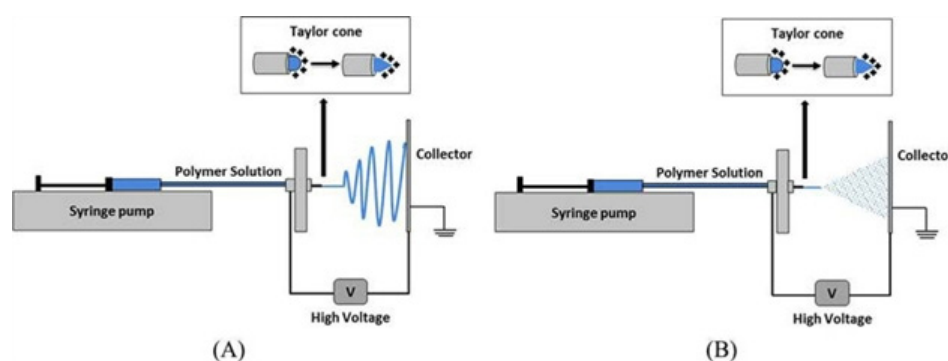 Taylor cone
Polymer Solution
Collector
Syringe pump
V
High Voltage
(A)
Taylor cone
Polymer Solution
Collecto
Syringe pump
V
High Voltage
(B)